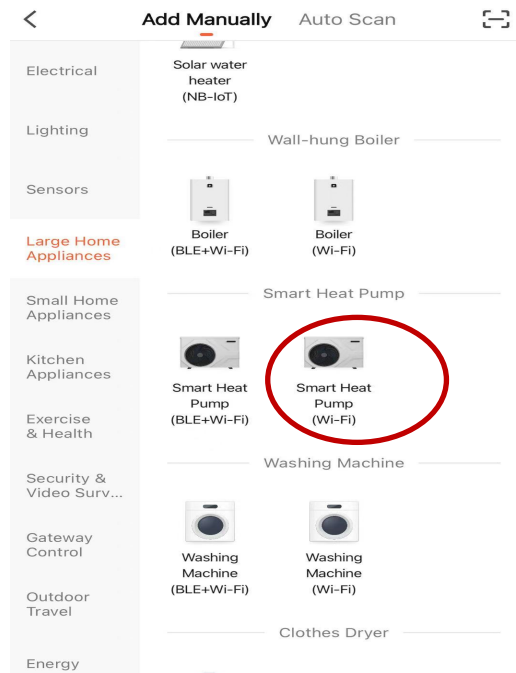 Add Manually Auto Scan
Electrical
Lighting
Sensors
Large Home
Appliances
Small Home
Appliances
Kitchen
Appliances
Exercise
& Health
Security &
Video Surv...
Gateway
Control
Outdoor
Travel
Energy
Solar water
heater
(NB-IoT)
Wall-hung Boiler
Boiler
(BLE+Wi-Fi)
Boiler
(Wi-Fi)
Smart Heat Pump
Smart Heat
Pump
(BLE+Wi-Fi)
Smart Heat
Pump
(Wi-Fi)
Washing Machine
Washing
Machine
(BLE+Wi-Fi)
Washing
Machine
(Wi-Fi)
Clothes Dryer